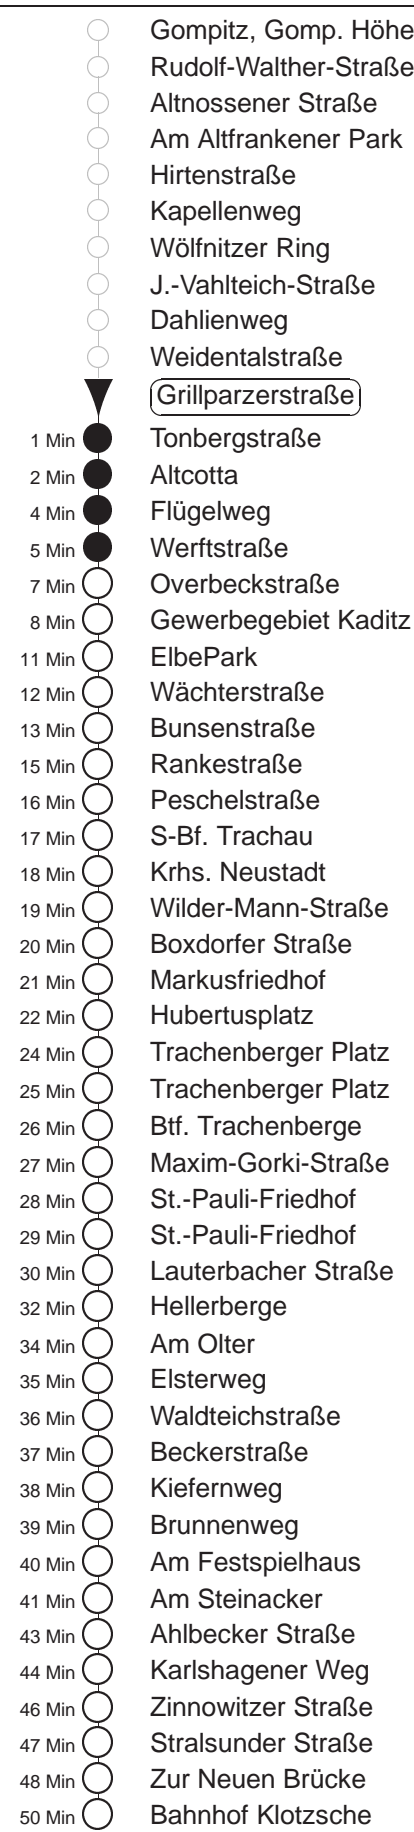 Gompitz, Gomp. Höhe
Rudolf-Walther-Straße
Altnossener Straße
Am Altfrankener Park
Hirtenstraße
Kapellenweg
Wölfnitzer Ring
J.-Vahlteich-Straße
Dahlienweg
Weidentalstraße
Grillparzerstraße
1 Min Tonbergstraße
2 Min Altcotta
4 Min Flügelweg
5 Min Werftstraße
7 Min Overbeckstraße
8 Min Gewerbegebiet Kaditz
11 Min ElbePark
12 Min Wächterstraße
13 Min Bunsenstraße
15 Min Rankestraße
16 Min Peschelstraße
17 Min S-Bf. Trachau
18 Min Krhs. Neustadt
19 Min Wilder-Mann-Straße
20 Min Boxdorfer Straße
21 Min Markusfriedhof
22 Min Hubertusplatz
24 Min Trachenberger Platz
25 Min Trachenberger Platz
26 Min Btf. Trachenberge
27 Min Maxim-Gorki-Straße
28 Min St.-Pauli-Friedhof
29 Min St.-Pauli-Friedhof
30 Min Lauterbacher Straße
32 Min Hellerberge
34 Min Am Olter
35 Min Elsterweg
36 Min Waldteichstraße
37 Min Beckerstraße
38 Min Kiefernweg
39 Min Brunnenweg
40 Min Am Festspielhaus
41 Min Am Steinacker
43 Min Ahlbecker Straße
44 Min Karlshagener Weg
46 Min Zinnowitzer Straße
47 Min Stralsunder Straße
48 Min Zur Neuen Brücke
50 Min Bahnhof Klotzsche